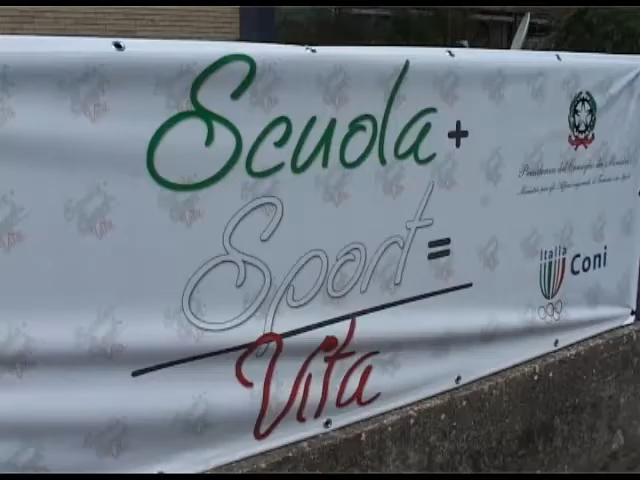 Scuola +
Sport =
Vita
Presidenza del Consiglio dei Ministri
Italia
Coni